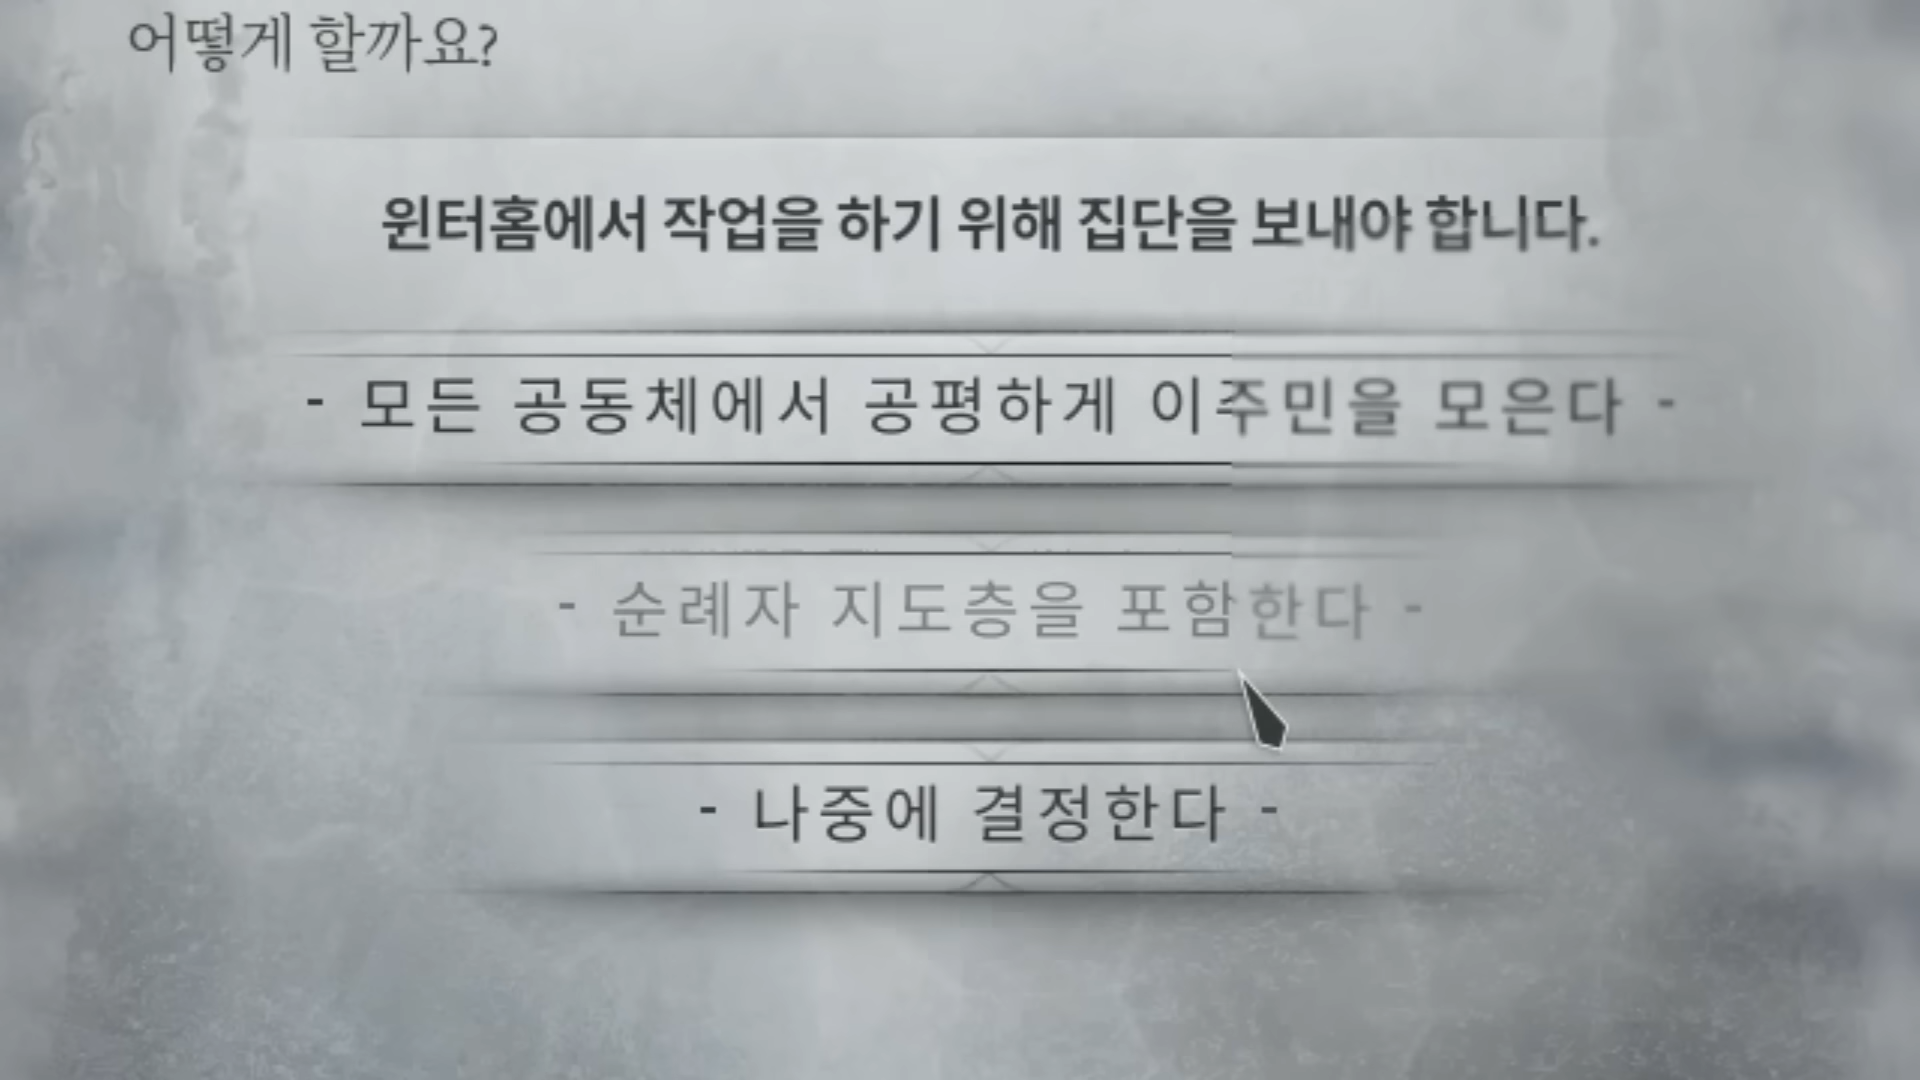 어떻게 할까요?
윈터홈에서 작업을 하기 위해 집단을 보내야 합니다.
- 모든 공동체에서 공평하게 이주민을 모은다 -
- 순례자 지도층을 포함한다 -
- 나중에 결정한다 -